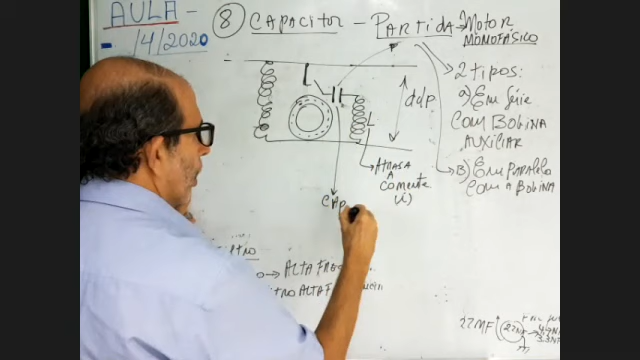 AULA -
- /4/2020
⑧ CAPACITOR - PARTIDA → MOTOR
MONOFÁSICO
2 TIPOS:
a) EM SÉRIE
COM BOBINA
AUXILIAR
B) EM PARALELO
COM A BOBINA
ddp
L
ATRASA
A
CORRENTE
(i)
CAP
→ ALTA
ALTA
22MF